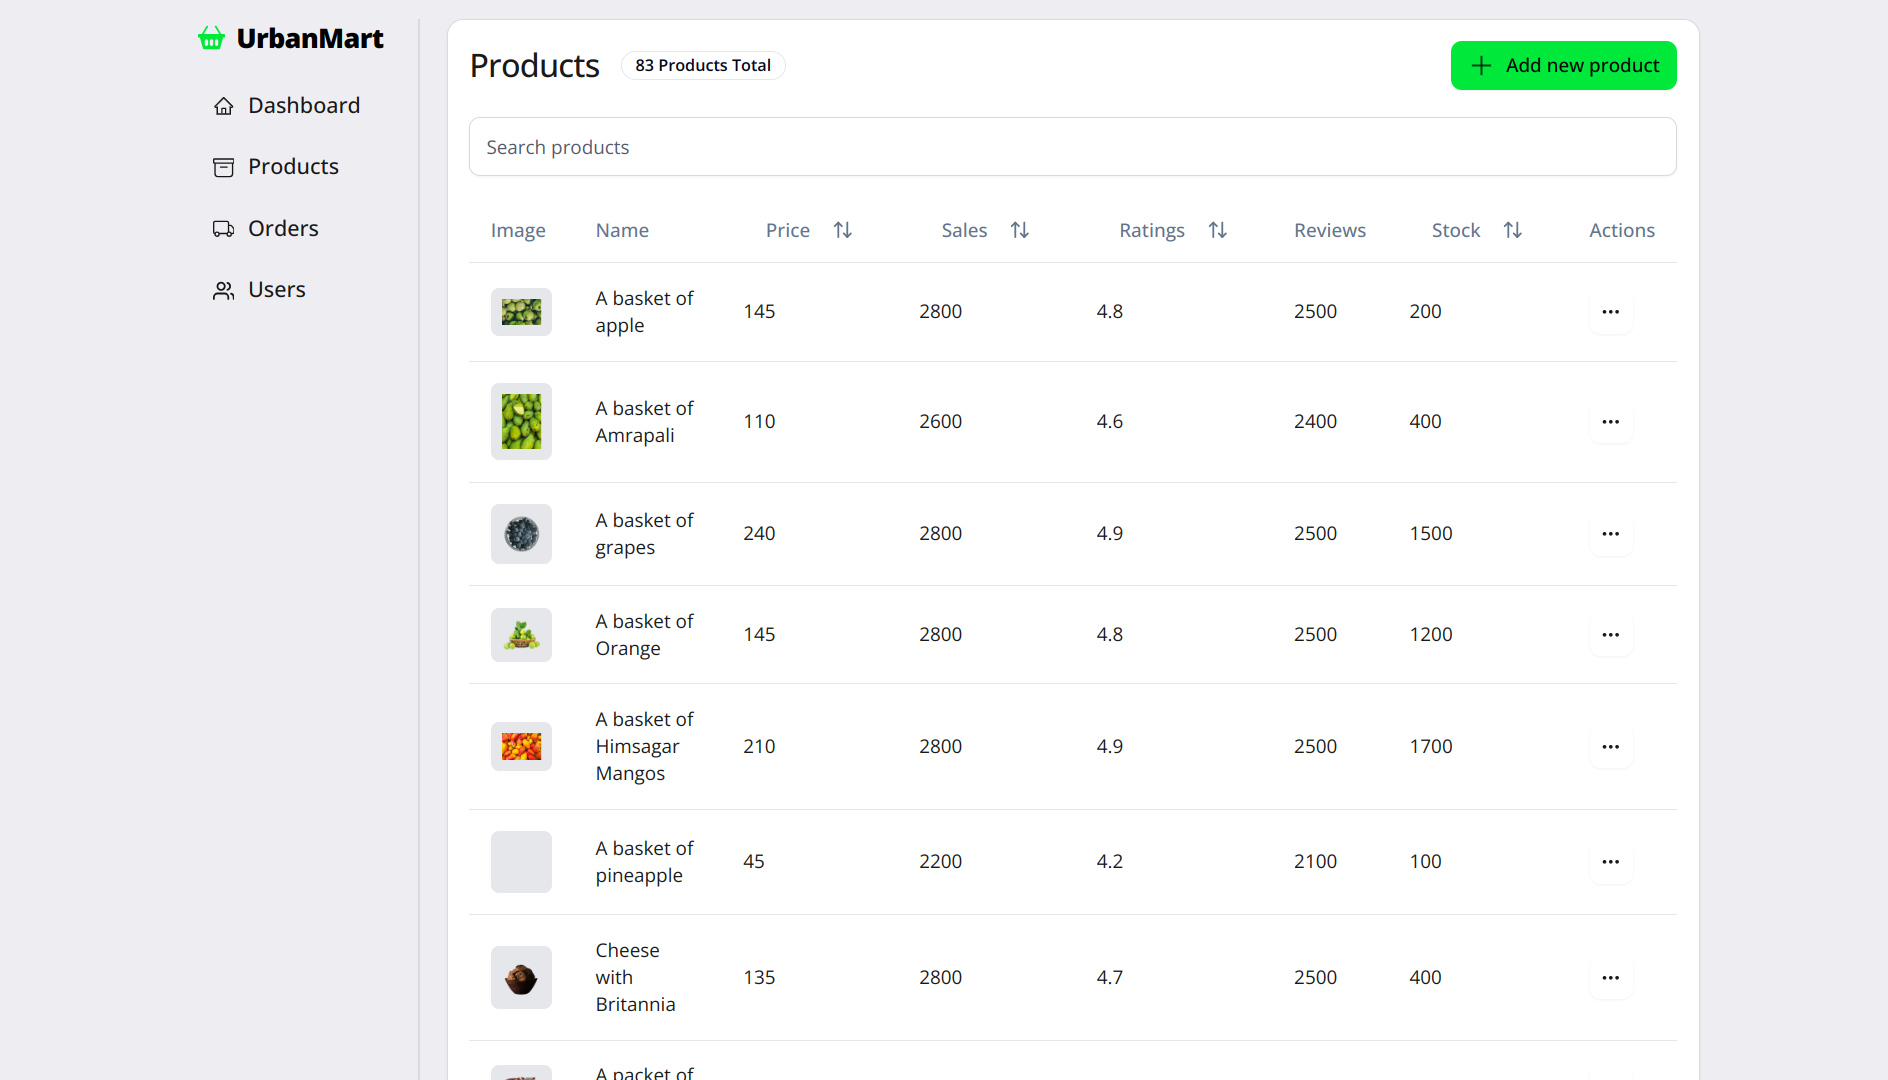 UrbanMart
Dashboard
Products
Orders
Users
Products
83 Products Total
Add new product
Search products
Image Name Price Sales Ratings Reviews Stock Actions
A basket of
apple
145 2800 4.8 2500 200
A basket of
Amrapali
110 2600 4.6 2400 400
A basket of
grapes
240 2800 4.9 2500 1500
A basket of
Orange
145 2800 4.8 2500 1200
A basket of
Himsagar
Mangos
210 2800 4.9 2500 1700
A basket of
pineapple
45 2200 4.2 2100 100
Cheese
with
Britannia
135 2800 4.7 2500 400
A packet of